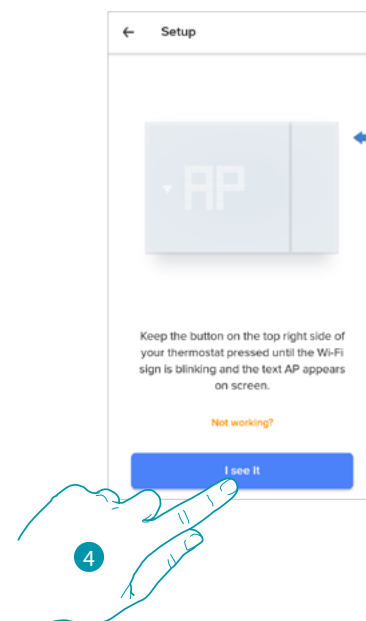 Setup
AP
Keep the button on the top right side of
your thermostat pressed until the Wi-Fi
sign is blinking and the text AP appears
on screen.
Not working?
I see it
4